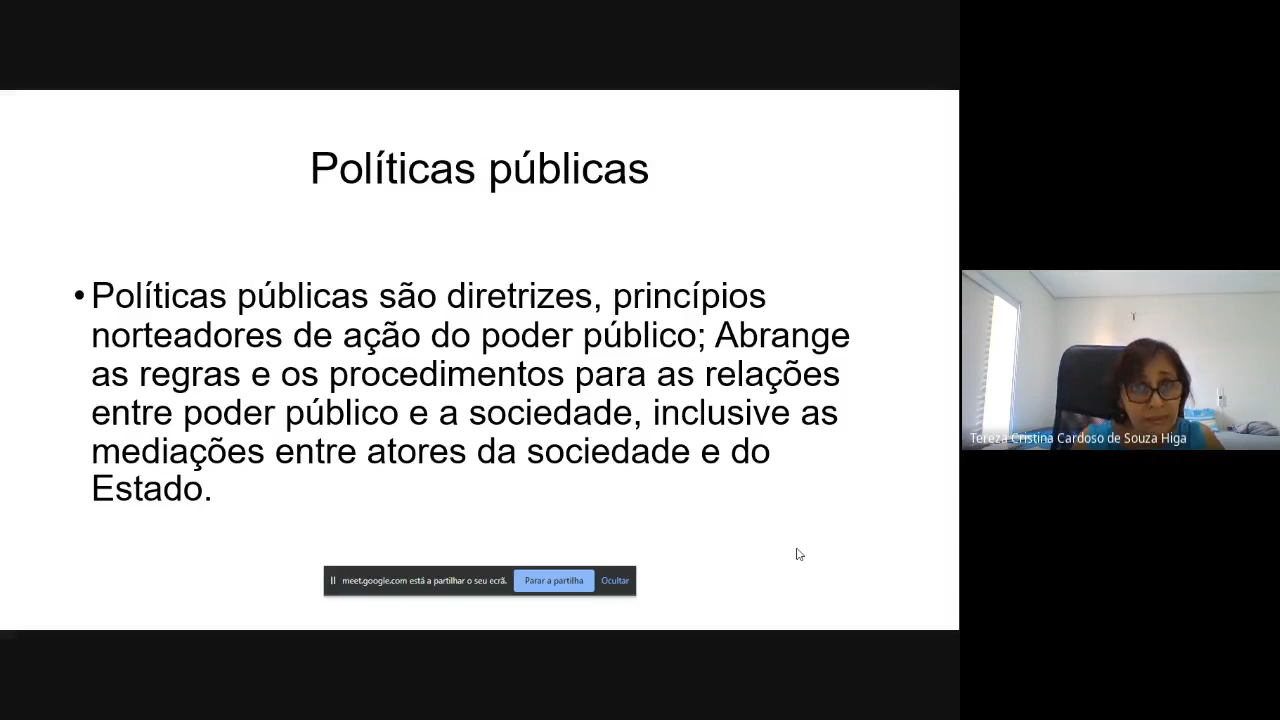 Políticas públicas
• Políticas públicas são diretrizes, princípios
norteadores de ação do poder público; Abrange
as regras e os procedimentos para as relações
entre poder público e a sociedade, inclusive as
mediações entre atores da sociedade e do
Estado.
meet.google.com está a partilhar o seu ecrã. Parar a partilha Ocultar
Tereza Cristina Cardoso de Souza Higa